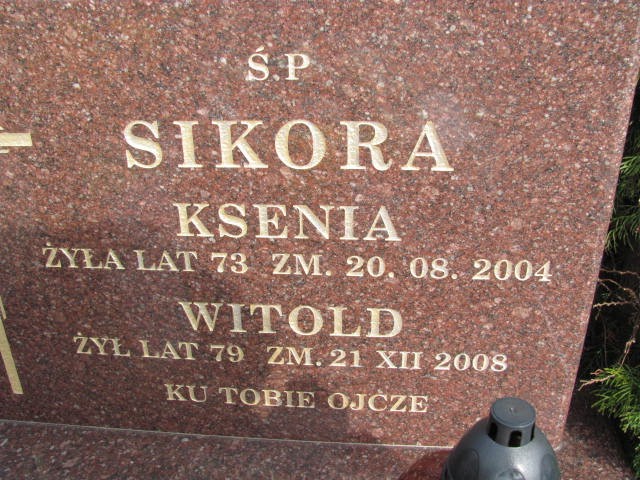 Ś.P
SIKORA
KSENIA
ŻYŁA LAT 73 ZM. 20. 08. 2004
WITOLD
ŻYŁ LAT 79 ZM. 21 XII 2008
KU TOBIE OJCZE